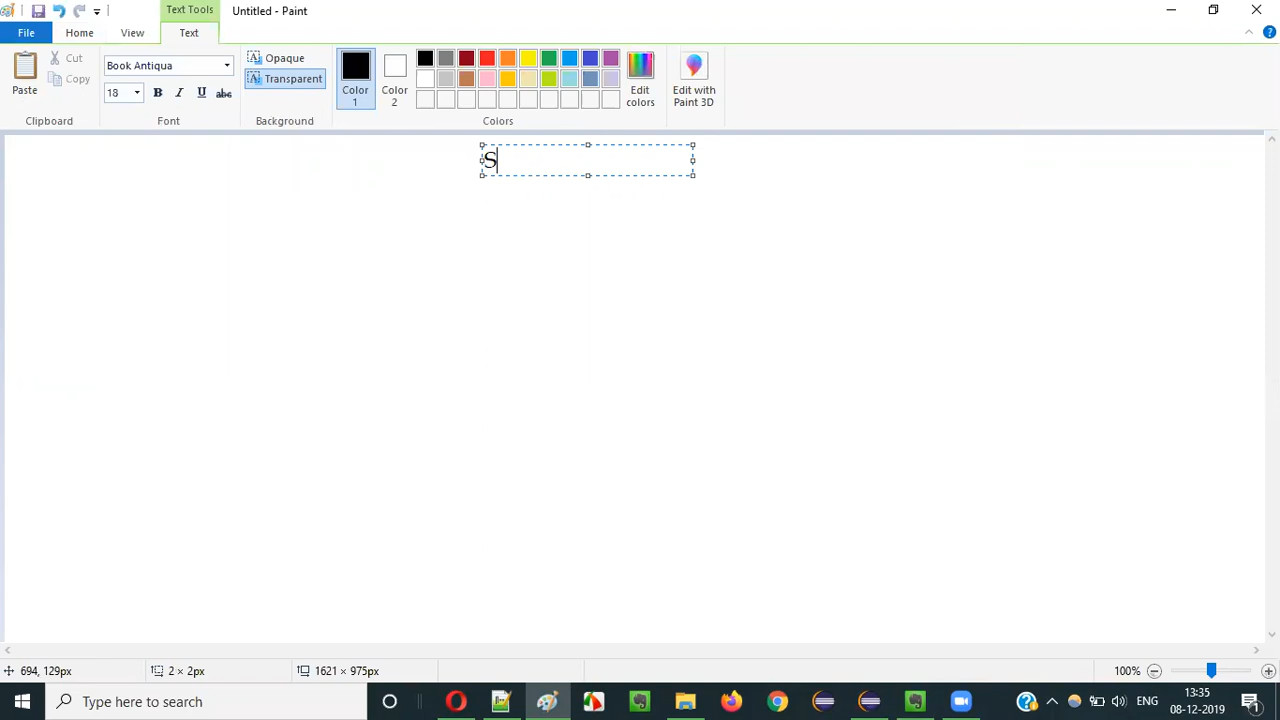 Text Tools
Untitled - Paint
File
Home
View
Text
Paste
Cut
Copy
Clipboard
Book Antiqua
18
B I U abc
Font
Opaque
Transparent
Background
Color 1
Color 2
Edit colors
Colors
Edit with Paint 3D
S
694, 129px
2 × 2px
1621 × 975px
100%
Type here to search
ENG
13:35
08-12-2019